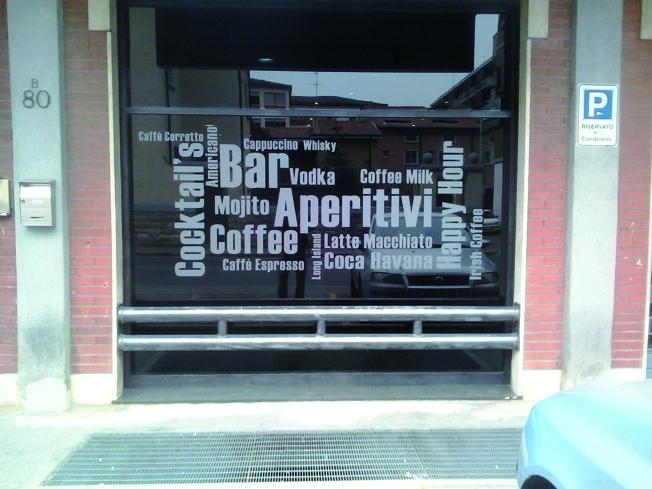 B
80
P
RISERVATO
ai
Condomini
Caffè Corretto
Americano
Cappuccino Whisky
Cocktail's
Bar
Vodka
Coffee Milk
Happy Hour
Mojito
Aperitivi
Coffee
Long Island
Latte Macchiato
Irish Coffee
Caffè Espresso
Coca Havana